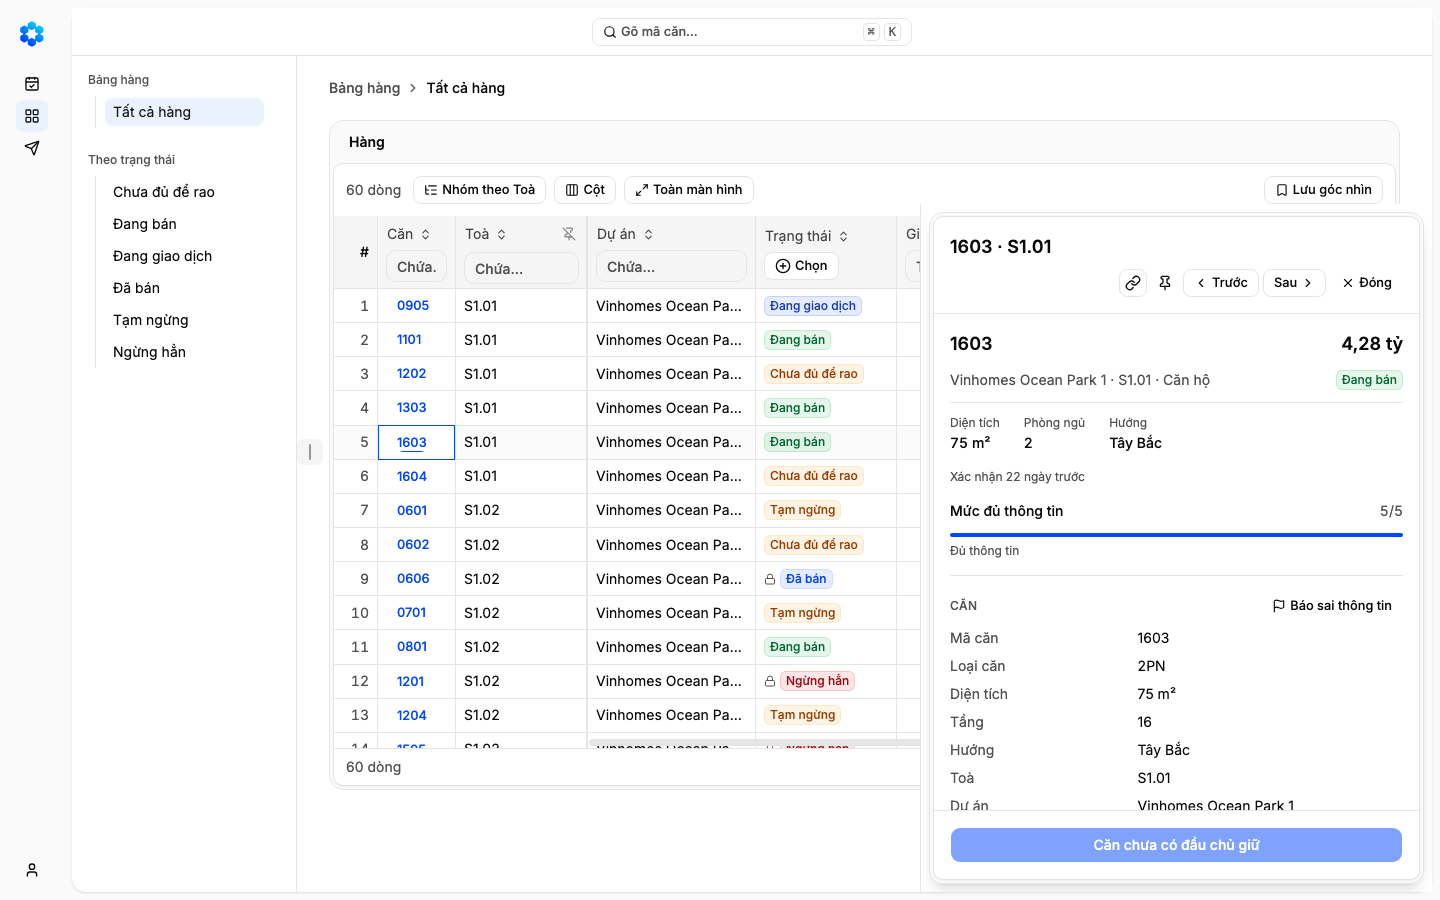 Gõ mã căn...
⌘ K
Bảng hàng
Tất cả hàng
Theo trạng thái
Chưa đủ để rao
Đang bán
Đang giao dịch
Đã bán
Tạm ngừng
Ngừng hẳn
Bảng hàng > Tất cả hàng
Hàng
60 dòng
Nhóm theo Toà
Cột
Toàn màn hình
Lưu góc nhìn
# Căn Toà Dự án Trạng thái
Chứa. Chứa... Chứa... Chọn
1 0905 S1.01 Vinhomes Ocean Pa... Đang giao dịch
2 1101 S1.01 Vinhomes Ocean Pa... Đang bán
3 1202 S1.01 Vinhomes Ocean Pa... Chưa đủ để rao
4 1303 S1.01 Vinhomes Ocean Pa... Đang bán
5 1603 S1.01 Vinhomes Ocean Pa... Đang bán
6 1604 S1.01 Vinhomes Ocean Pa... Chưa đủ để rao
7 0601 S1.02 Vinhomes Ocean Pa... Tạm ngừng
8 0602 S1.02 Vinhomes Ocean Pa... Chưa đủ để rao
9 0606 S1.02 Vinhomes Ocean Pa... Đã bán
10 0701 S1.02 Vinhomes Ocean Pa... Tạm ngừng
11 0801 S1.02 Vinhomes Ocean Pa... Đang bán
12 1201 S1.02 Vinhomes Ocean Pa... Ngừng hẳn
13 1204 S1.02 Vinhomes Ocean Pa... Tạm ngừng
60 dòng
1603 · S1.01
Trước
Sau
Đóng
1603 4,28 tỷ
Vinhomes Ocean Park 1 · S1.01 · Căn hộ Đang bán
Diện tích Phòng ngủ Hướng
75 m² 2 Tây Bắc
Xác nhận 22 ngày trước
Mức đủ thông tin 5/5
Đủ thông tin
CĂN Báo sai thông tin
Mã căn 1603
Loại căn 2PN
Diện tích 75 m²
Tầng 16
Hướng Tây Bắc
Toà S1.01
Dự án Vinhomes Ocean Park 1
Căn chưa có đầu chủ giữ